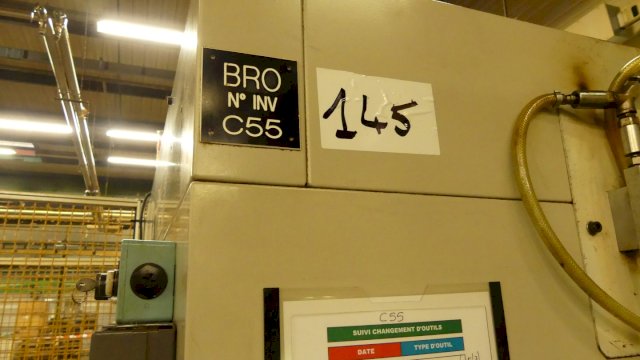 BRO
N° INV
C55
145
C55
SUIVI CHANGEMENT D'OUTILS
DATE
TYPE D'OUTIL